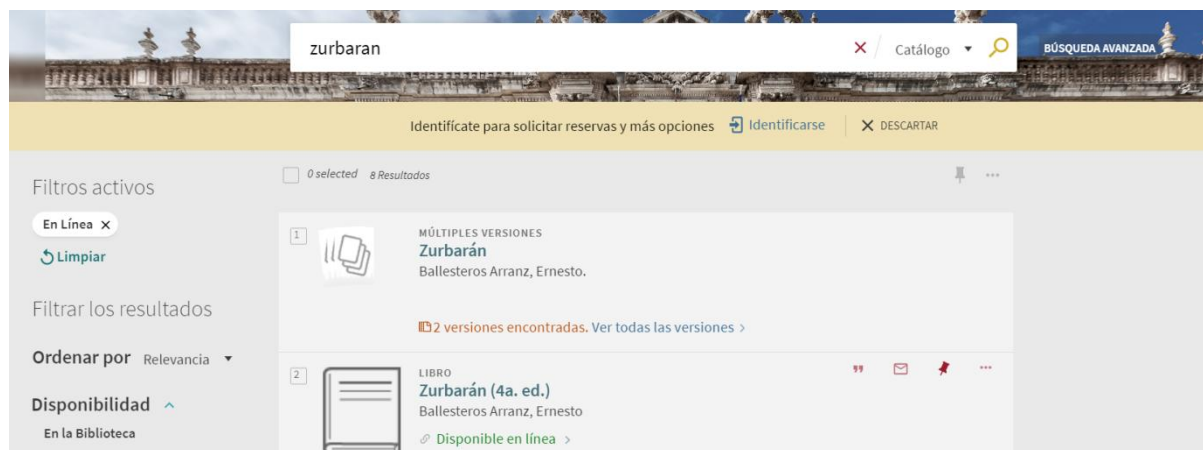 zurbaran
Catálogo
BÚSQUEDA AVANZADA
Identifícate para solicitar reservas y más opciones Identificarse DESCARTAR
Filtros activos
En Línea
Limpiar
Filtrar los resultados
Ordenar por Relevancia
Disponibilidad
En la Biblioteca
0 selected 8 Resultados
1
MÚLTIPLES VERSIONES
Zurbarán
Ballesteros Arranz, Ernesto.
2 versiones encontradas. Ver todas las versiones >
2
LIBRO
Zurbarán (4a. ed.)
Ballesteros Arranz, Ernesto
Disponible en línea >